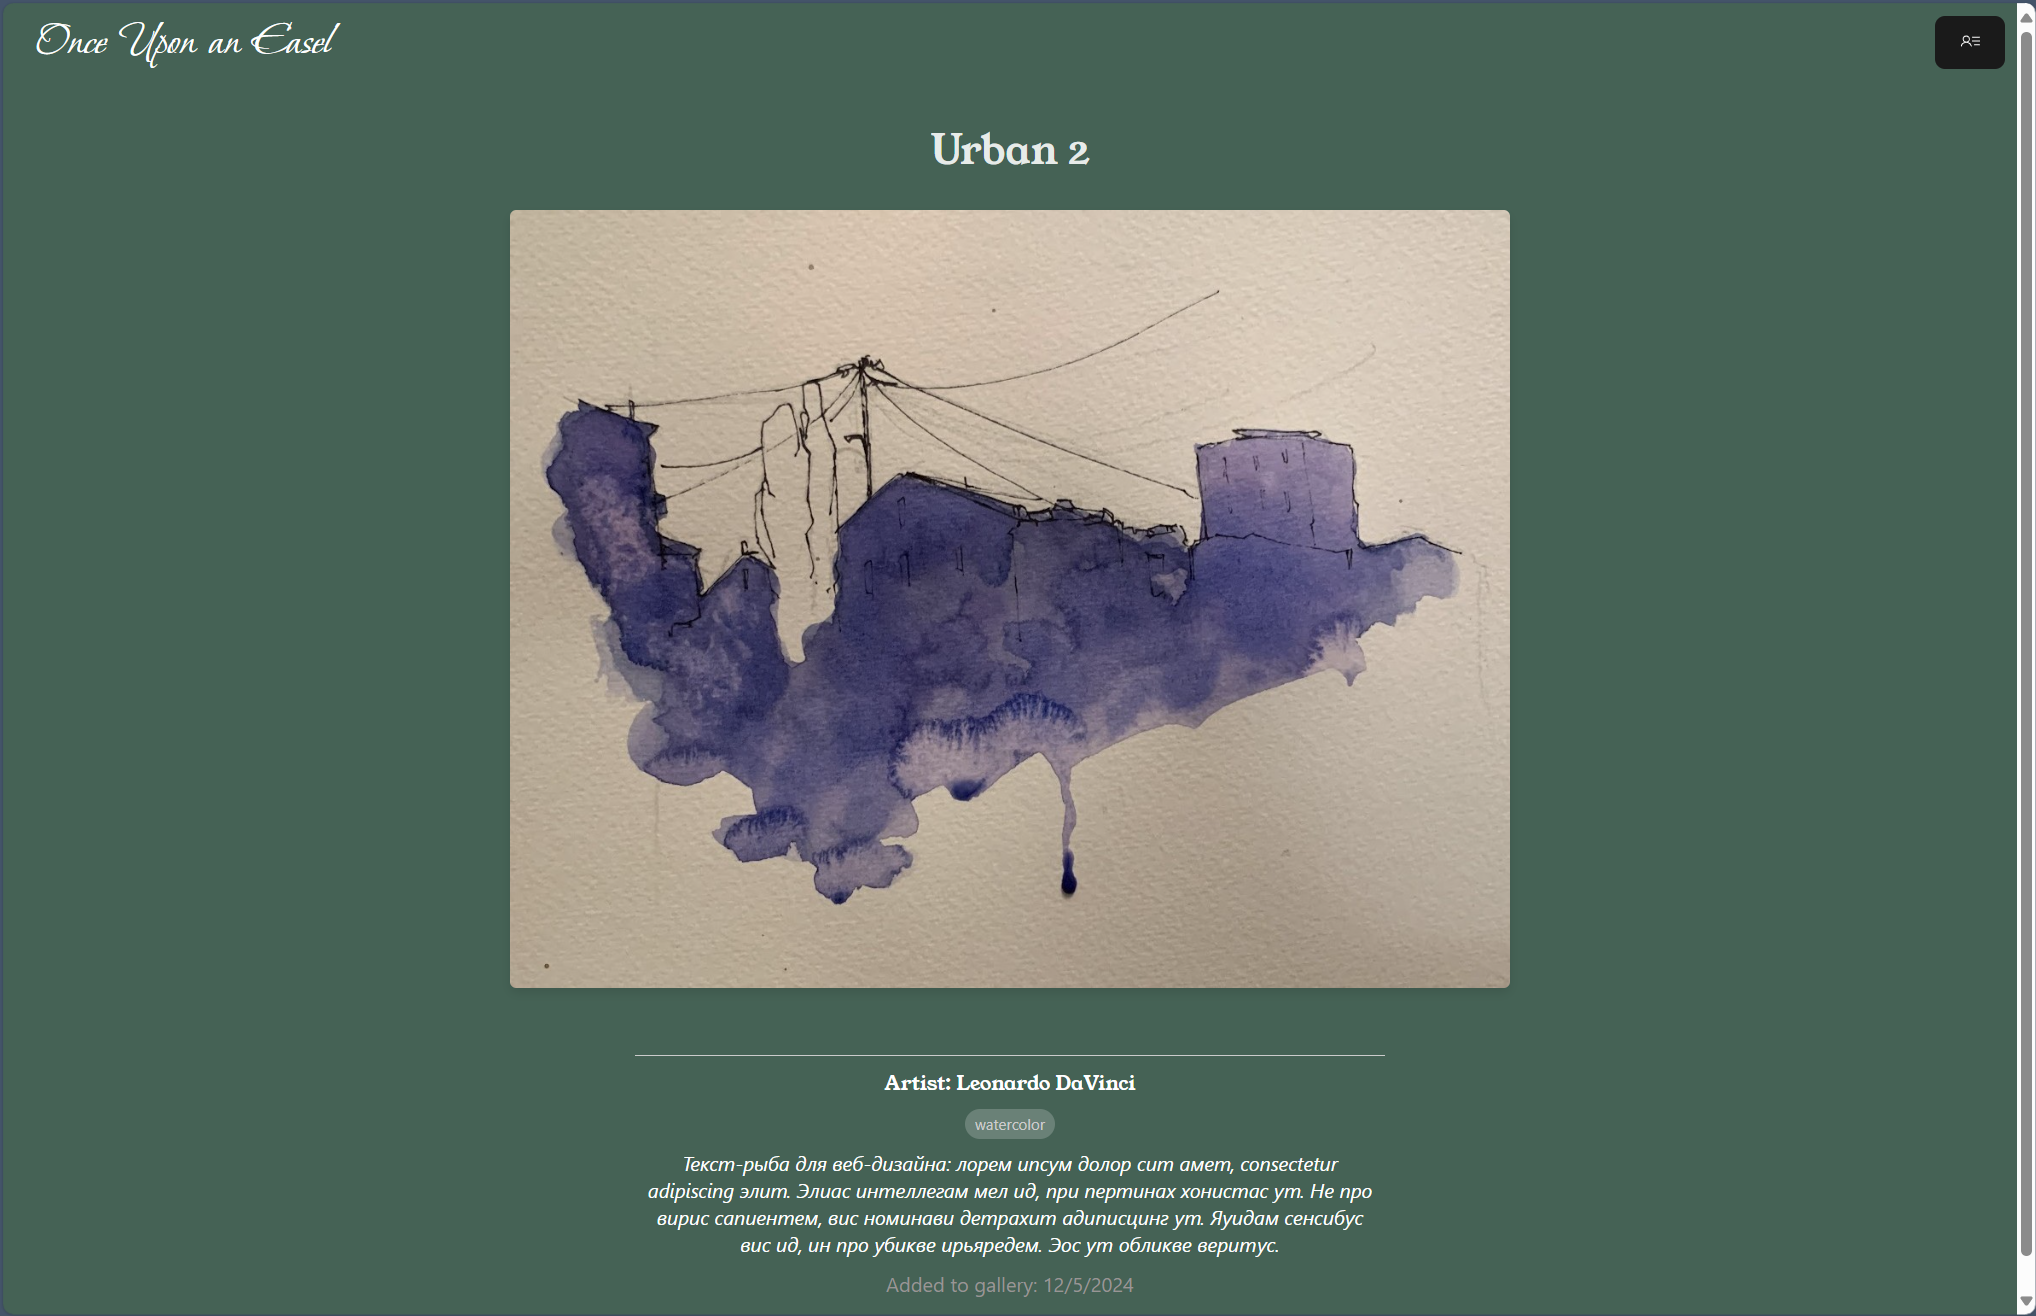 Once Upon an Easel
Urban 2
Artist: Leonardo DaVinci
watercolor
Текст-рыба для веб-дизайна: лорем ипсум долор сит амет, consectetur
adipiscing элит. Элиас интеллегам мел ид, при пертинах хонистас ут. Не про
вирис сапиентем, вис номинави детрахит адиписцинг ут. Яуидам сенсибус
вис ид, ин про убикве ирьяредем. Эос ут обликве веритус.
Added to gallery: 12/5/2024